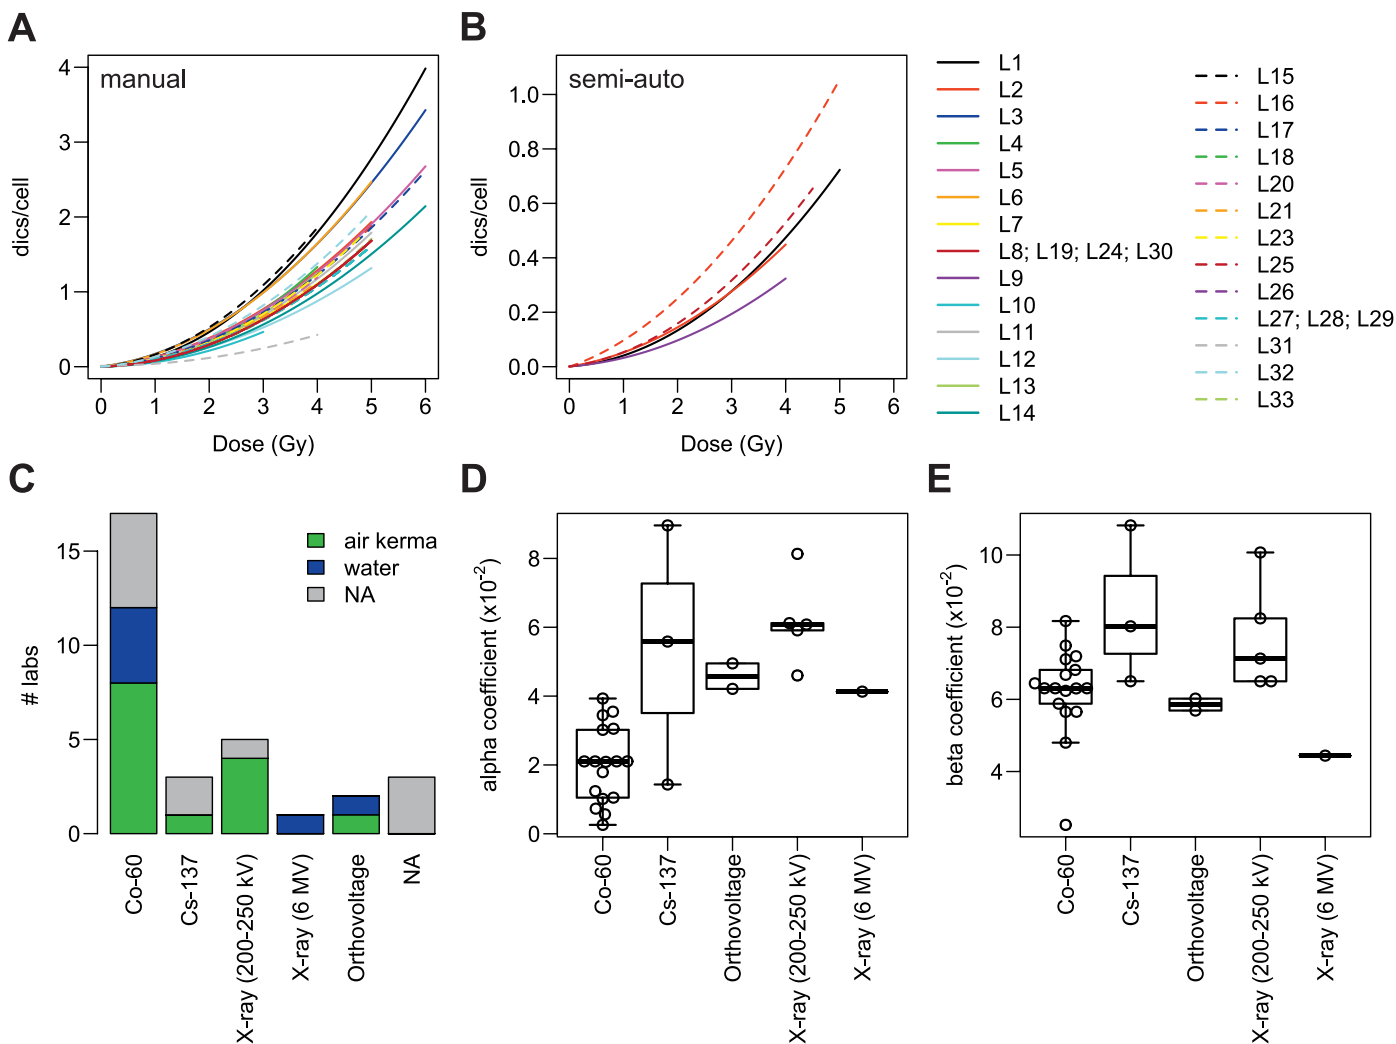 A
manual
dics/cell
4
3
2
1
0
0 1 2 3 4 5 6
Dose (Gy)
B
semi-auto
dics/cell
1.0
0.8
0.6
0.4
0.2
0.0
0 1 2 3 4 5 6
Dose (Gy)
L1
L2
L3
L4
L5
L6
L7
L8; L19; L24; L30
L9
L10
L11
L12
L13
L14
L15
L16
L17
L18
L20
L21
L23
L25
L26
L27; L28; L29
L31
L32
L33
C
# labs
15
10
5
0
air kerma
water
NA
Co-60
Cs-137
X-ray (200-250 kV)
X-ray (6 MV)
Orthovoltage
NA
D
alpha coefficient (x10⁻²)
8
6
4
2
0
Co-60
Cs-137
Orthovoltage
X-ray (200-250 kV)
X-ray (6 MV)
E
beta coefficient (x10⁻²)
10
8
6
4
Co-60
Cs-137
Orthovoltage
X-ray (200-250 kV)
X-ray (6 MV)